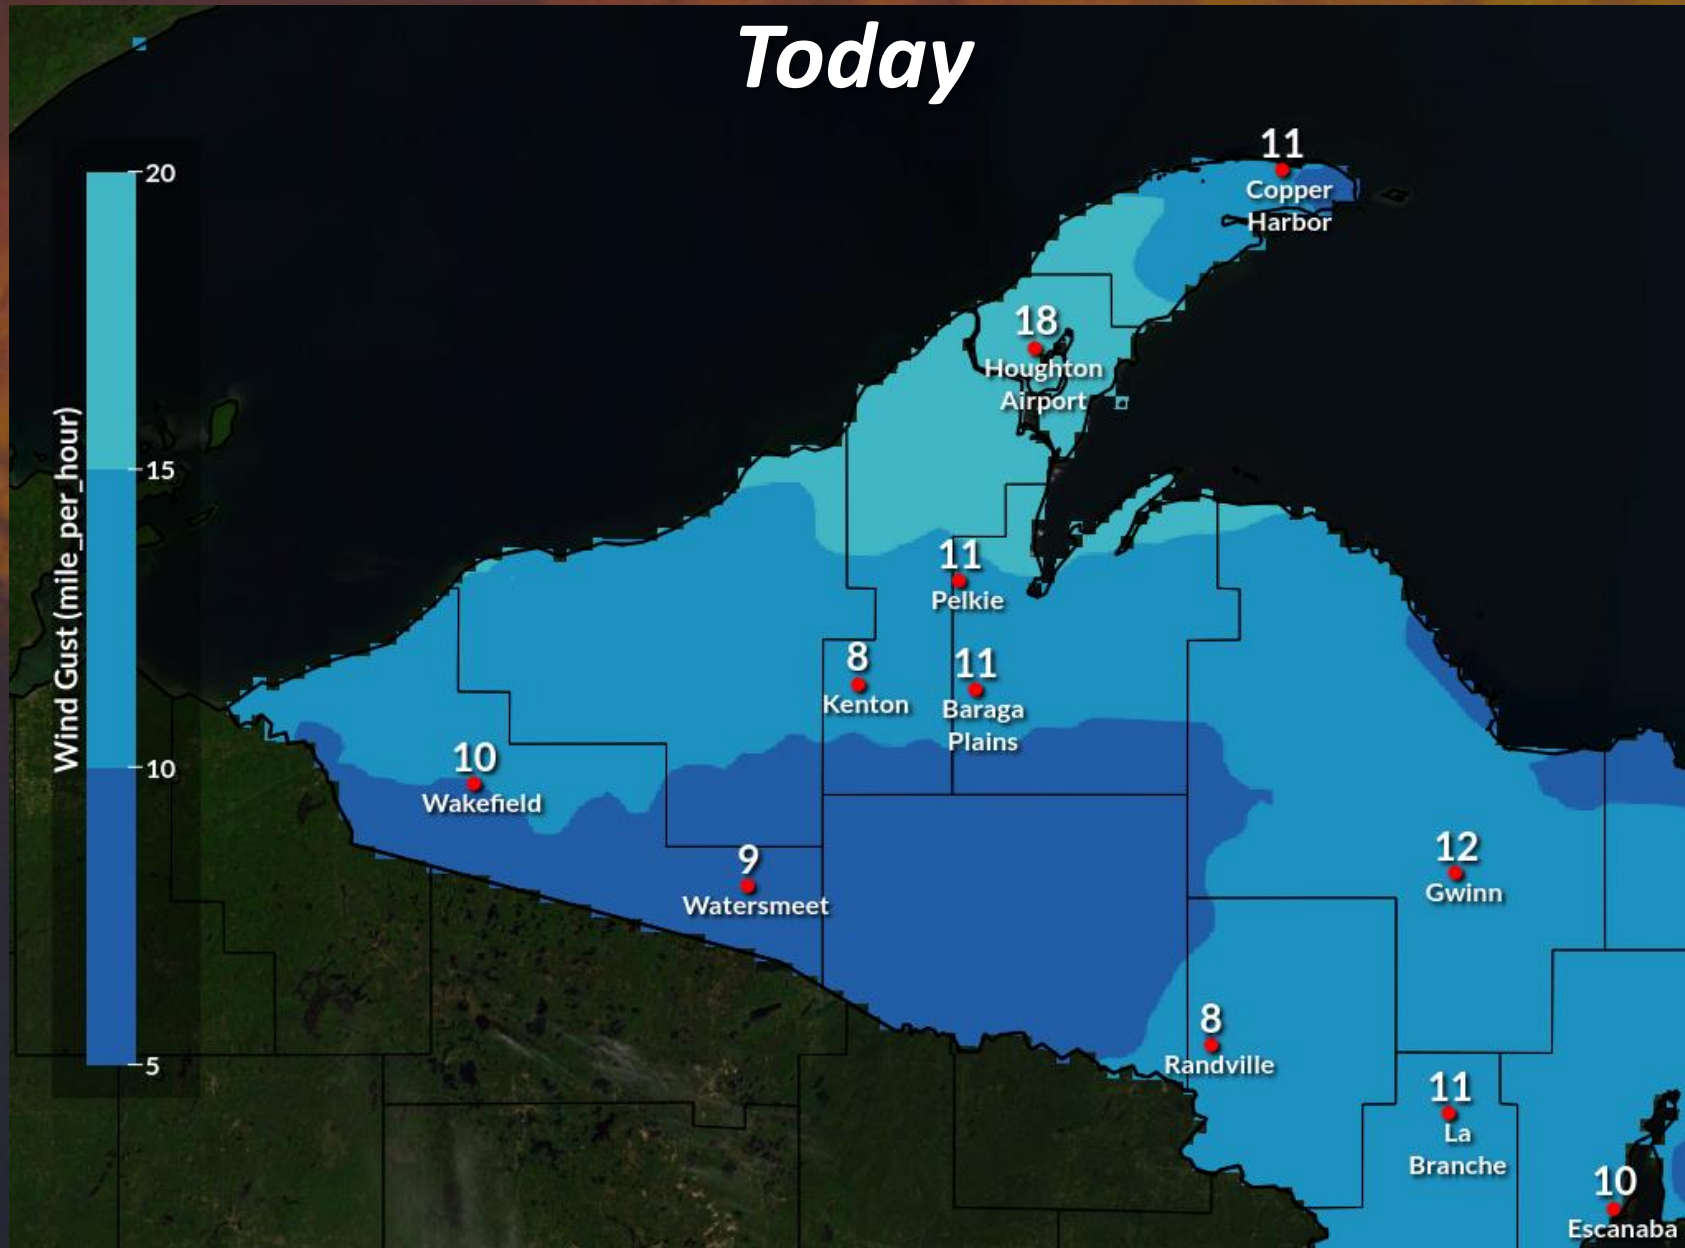 Today
20
15
10
5
Wind Gust (mile_per_hour)
11
Copper
Harbor
18
Houghton
Airport
11
Pelkie
8
Kenton
11
Baraga
Plains
10
Wakefield
9
Watersmeet
12
Gwinn
8
Randville
11
La
Branche
10
Escanaba